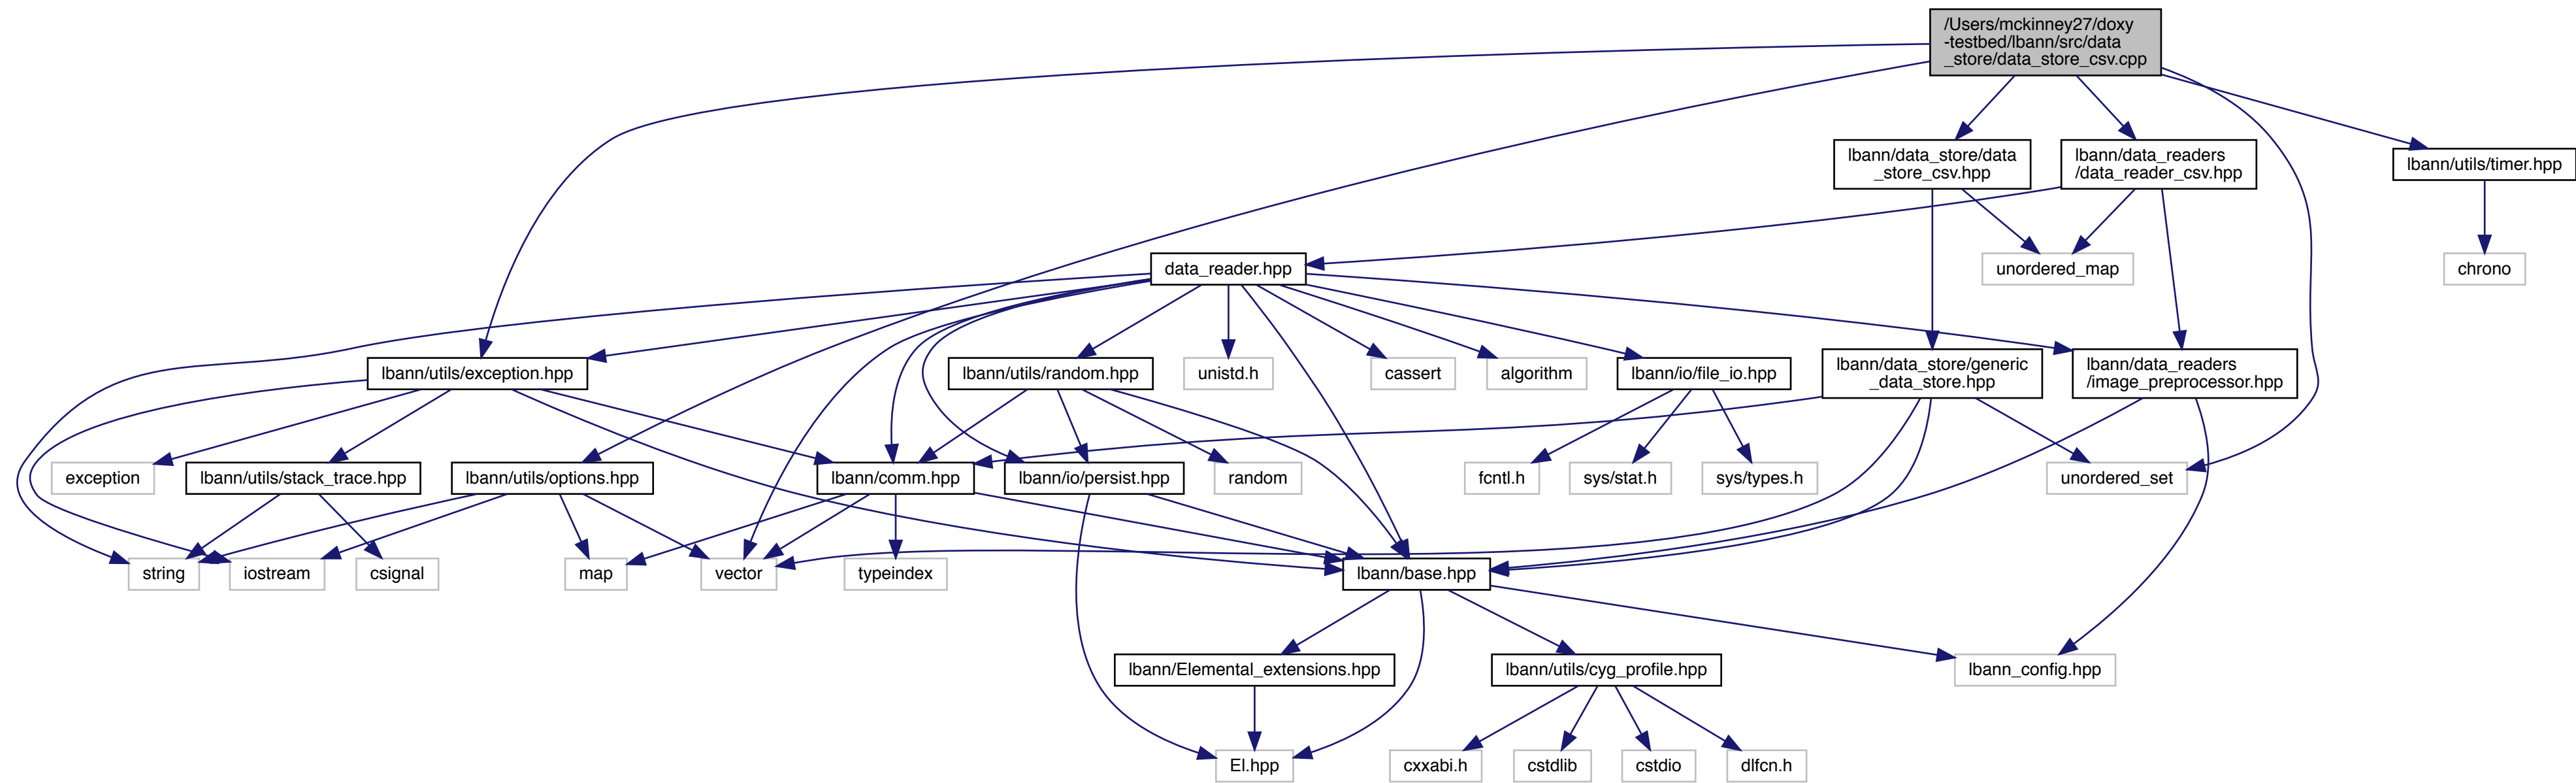 /Users/mckinney27/doxy
-testbed/lbann/src/data
_store/data_store_csv.cpp
lbann/data_store/data
_store_csv.hpp
lbann/data_readers
/data_reader_csv.hpp
lbann/utils/timer.hpp
data_reader.hpp
unordered_map
chrono
lbann/utils/exception.hpp
lbann/utils/random.hpp
unistd.h
cassert
algorithm
lbann/io/file_io.hpp
lbann/data_store/generic
_data_store.hpp
lbann/data_readers
/image_preprocessor.hpp
exception
lbann/utils/stack_trace.hpp
lbann/utils/options.hpp
lbann/comm.hpp
lbann/io/persist.hpp
random
fcntl.h
sys/stat.h
sys/types.h
unordered_set
string
iostream
csignal
map
vector
typeindex
lbann/base.hpp
lbann/Elemental_extensions.hpp
lbann/utils/cyg_profile.hpp
lbann_config.hpp
El.hpp
cxxabi.h
cstdlib
cstdio
dlfcn.h